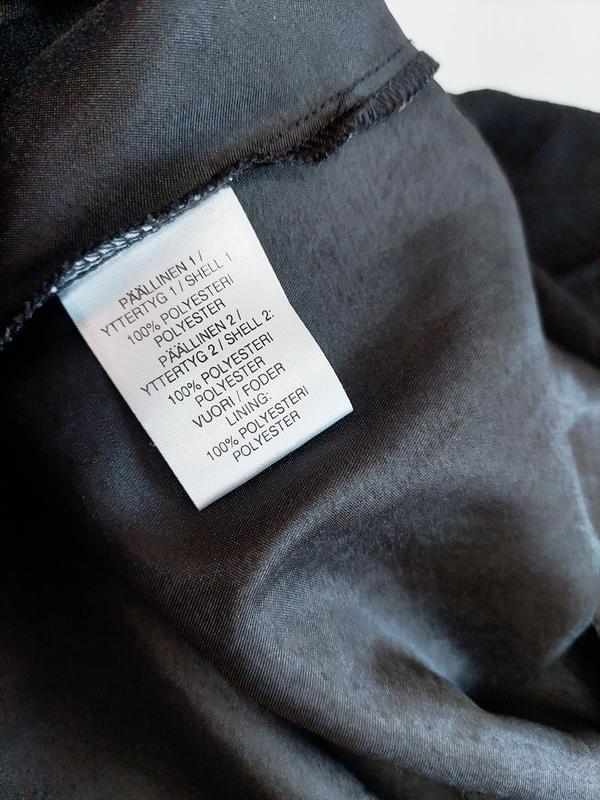 PÄÄLLINEN 1 /
YTTERTYG 1 / SHELL 1:
100% POLYESTERI
POLYESTER
PÄÄLLINEN 2 /
YTTERTYG 2 / SHELL 2:
100% POLYESTERI
POLYESTER
VUORI / FODER
LINING:
100% POLYESTERI
POLYESTER